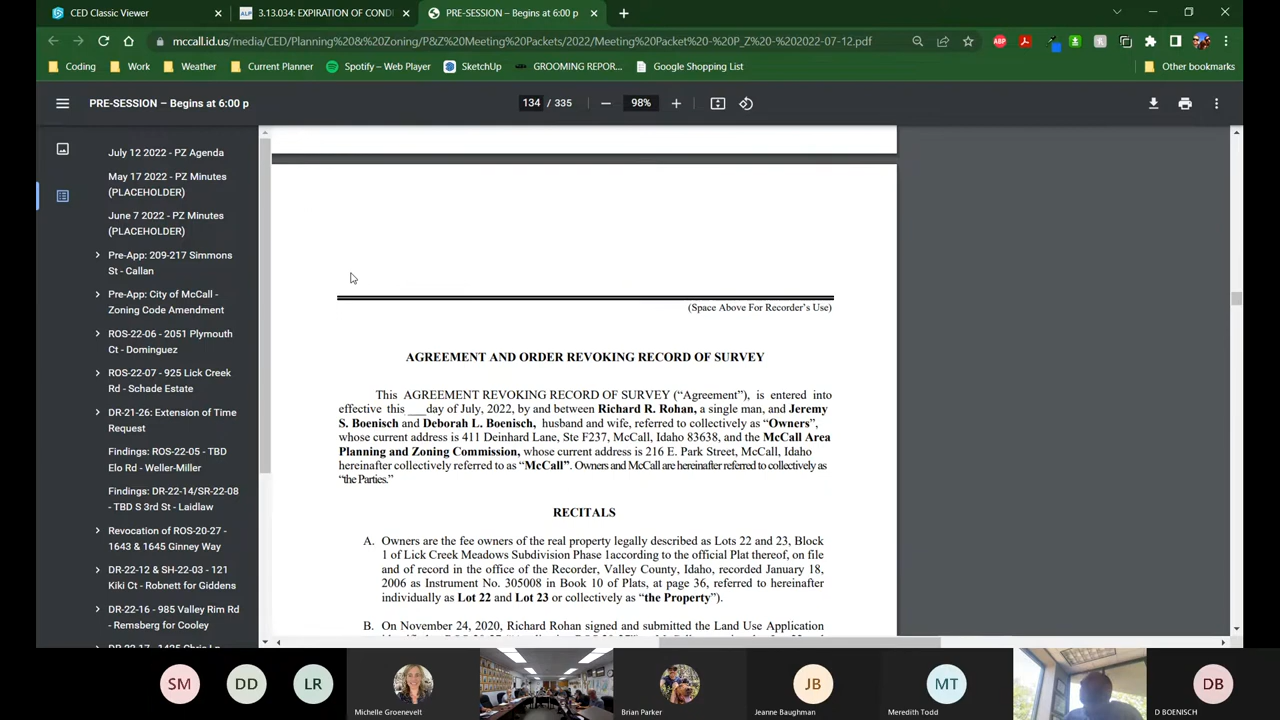 CED Classic Viewer
3.13.034: EXPIRATION OF COND
PRE-SESSION – Begins at 6:00 p
mccall.id.us/media/CED/Planning%20&%20Zoning/P&Z%20Meeting%20Packets/2022/Meeting%20Packet%20-%20P_Z%20-%202022-07-12.pdf
Coding
Work
Weather
Current Planner
Spotify – Web Player
SketchUp
GROOMING REPOR...
Google Shopping List
Other bookmarks
PRE-SESSION – Begins at 6:00 p
134 / 335
98%
July 12 2022 - PZ Agenda
May 17 2022 - PZ Minutes
(PLACEHOLDER)
June 7 2022 - PZ Minutes
(PLACEHOLDER)
Pre-App: 209-217 Simmons
St - Callan
Pre-App: City of McCall -
Zoning Code Amendment
ROS-22-06 - 2051 Plymouth
Ct - Dominguez
ROS-22-07 - 925 Lick Creek
Rd - Schade Estate
DR-21-26: Extension of Time
Request
Findings: ROS-22-05 - TBD
Elo Rd - Weller-Miller
Findings: DR-22-14/SR-22-08
- TBD S 3rd St - Laidlaw
Revocation of ROS-20-27 -
1643 & 1645 Ginney Way
DR-22-12 & SH-22-03 - 121
Kiki Ct - Robnett for Giddens
DR-22-16 - 985 Valley Rim Rd
- Remsberg for Cooley
(Space Above For Recorder's Use)
AGREEMENT AND ORDER REVOKING RECORD OF SURVEY
This AGREEMENT REVOKING RECORD OF SURVEY ("Agreement"), is entered into
effective this ___day of July, 2022, by and between Richard R. Rohan, a single man, and Jeremy
S. Boenisch and Deborah L. Boenisch, husband and wife, referred to collectively as "Owners",
whose current address is 411 Deinhard Lane, Ste F237, McCall, Idaho 83638, and the McCall Area
Planning and Zoning Commission, whose current address is 216 E. Park Street, McCall, Idaho
hereinafter collectively referred to as "McCall". Owners and McCall are hereinafter referred to collectively as
"the Parties."
RECITALS
A. Owners are the fee owners of the real property legally described as Lots 22 and 23, Block
1 of Lick Creek Meadows Subdivision Phase 1according to the official Plat thereof, on file
and of record in the office of the Recorder, Valley County, Idaho, recorded January 18,
2006 as Instrument No. 305008 in Book 10 of Plats, at page 36, referred to hereinafter
individually as Lot 22 and Lot 23 or collectively as "the Property").
B. On November 24, 2020, Richard Rohan signed and submitted the Land Use Application
SM
DD
LR
Michelle Groenevelt
Brian Parker
JB
Jeanne Baughman
MT
Meredith Todd
DB
D BOENISCH